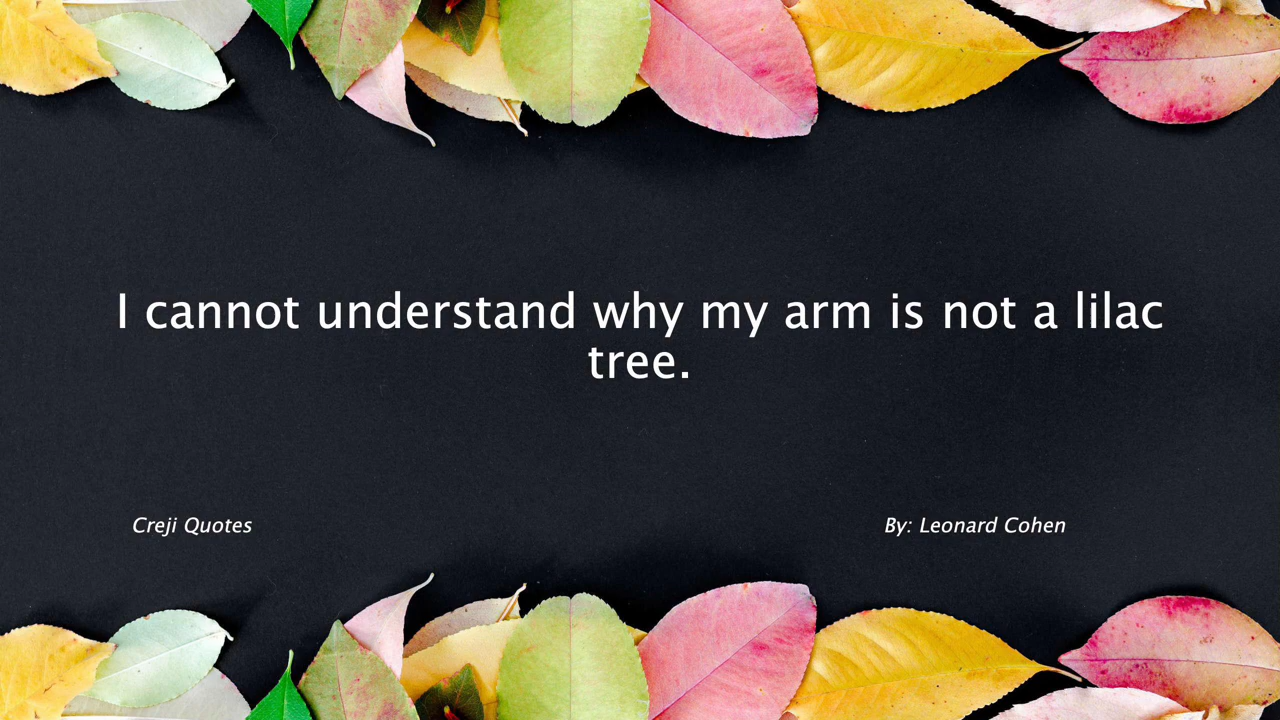 I cannot understand why my arm is not a lilac
tree.
Creji Quotes
By: Leonard Cohen